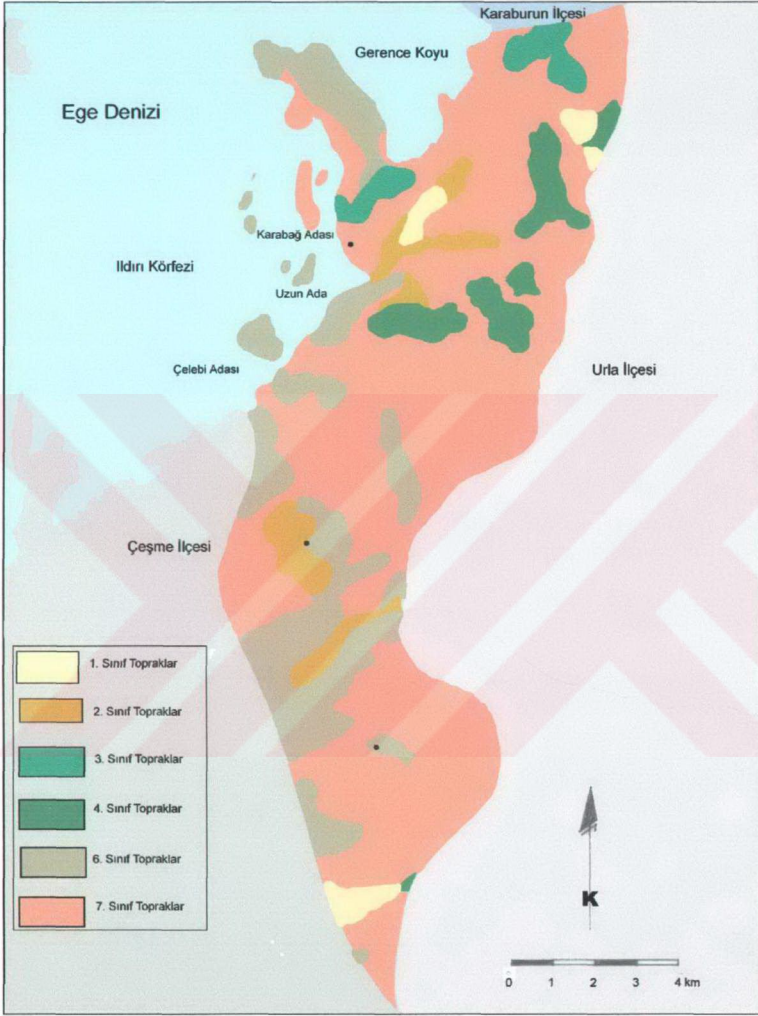 Karaburun İlçesi
Gerence Koyu
Ege Denizi
Karabağ Adası
Ildırı Körfezi
Uzun Ada
Çelebi Adası
Urla İlçesi
Çeşme İlçesi
1. Sınıf Topraklar
2. Sınıf Topraklar
3. Sınıf Topraklar
4. Sınıf Topraklar
6. Sınıf Topraklar
7. Sınıf Topraklar
K
0 1 2 3 4 km